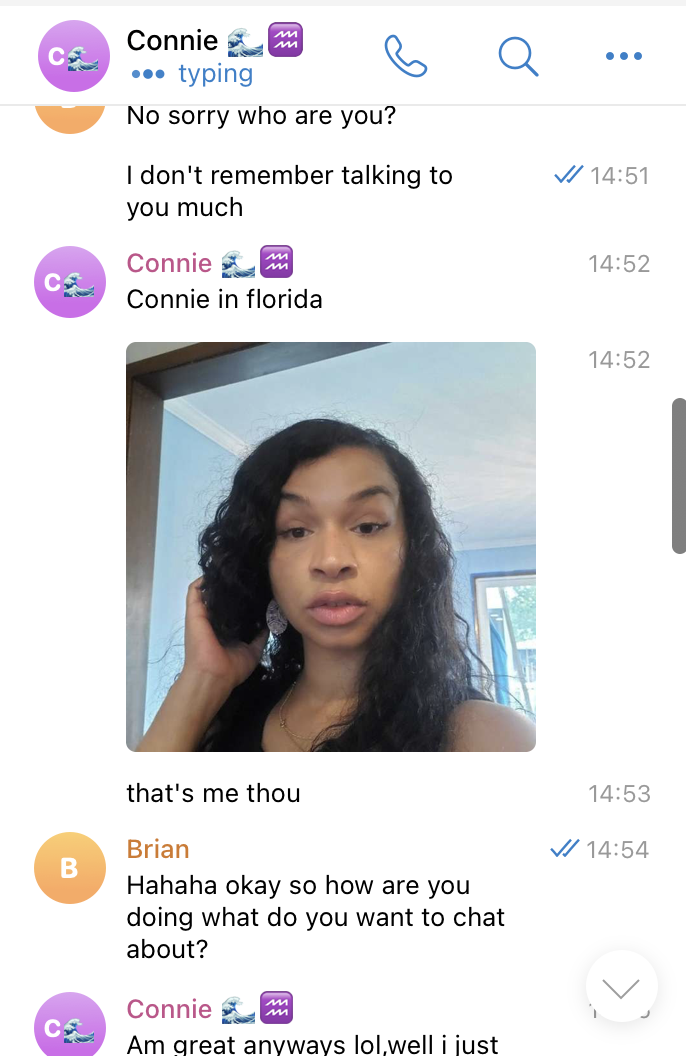 C🌊
Connie 🌊♒
••• typing
•••
No sorry who are you?
I don't remember talking to
you much
14:51
C🌊
Connie 🌊♒
14:52
Connie in florida
14:52
that's me thou
14:53
B
Brian
14:54
Hahaha okay so how are you
doing what do you want to chat
about?
C🌊
Connie 🌊♒
Am great anyways lol,well i just